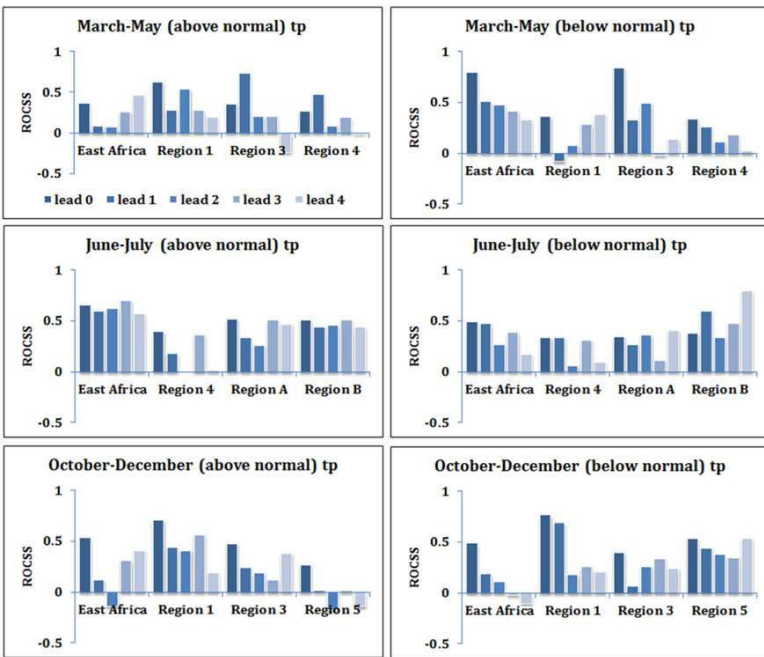 March-May (above normal) tp
1
0.5
0
-0.5
ROCSS
East Africa Region 1 Region 3 Region 4
lead 0 lead 1 lead 2 lead 3 lead 4
March-May (below normal) tp
1
0.5
0
-0.5
ROCSS
East Africa Region 1 Region 3 Region 4
June-July (above normal) tp
1
0.5
0
-0.5
ROCSS
East Africa Region 4 Region A Region B
June-July (below normal) tp
1
0.5
0
-0.5
ROCSS
East Africa Region 4 Region A Region B
October-December (above normal) tp
1
0.5
0
-0.5
ROCSS
East Africa Region 1 Region 3 Region 5
October-December (below normal) tp
1
0.5
0
-0.5
ROCSS
East Africa Region 1 Region 3 Region 5